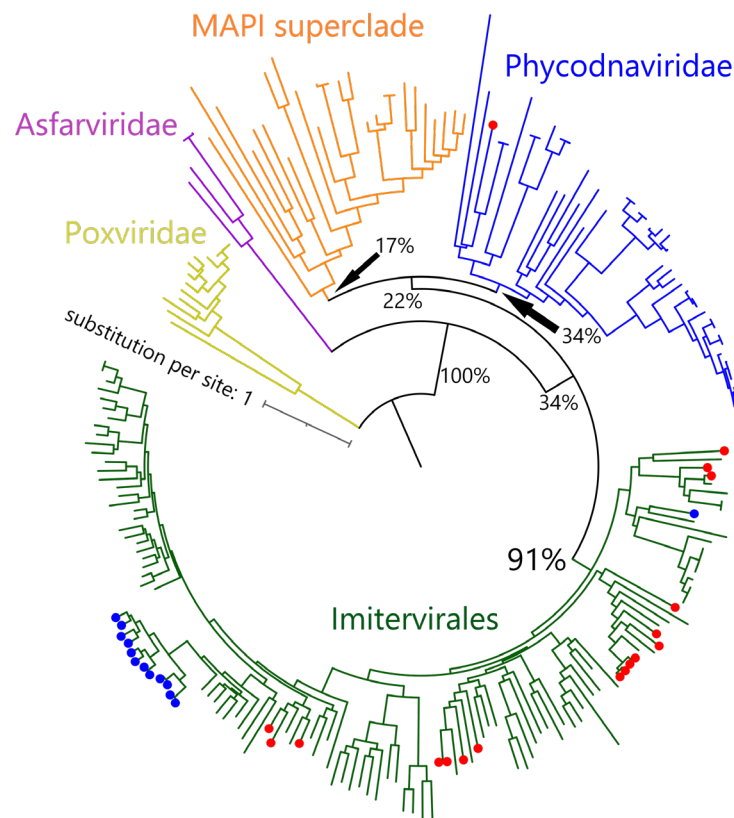 MAPI superclade
Phycodnaviridae
Asfarviridae
Poxviridae
17%
22%
34%
substitution per site: 1
100%
34%
91%
Imitervirales